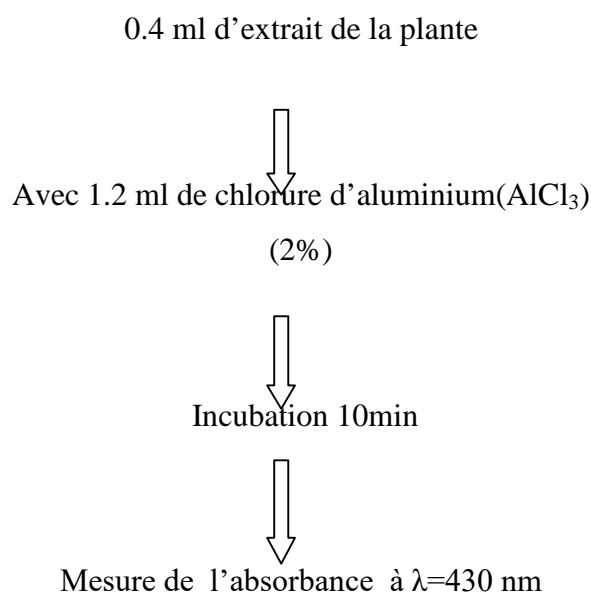 0.4 ml d’extrait de la plante
Avec 1.2 ml de chlorure d’aluminium(AlCl₃)
(2%)
Incubation 10min
Mesure de l’absorbance à λ=430 nm